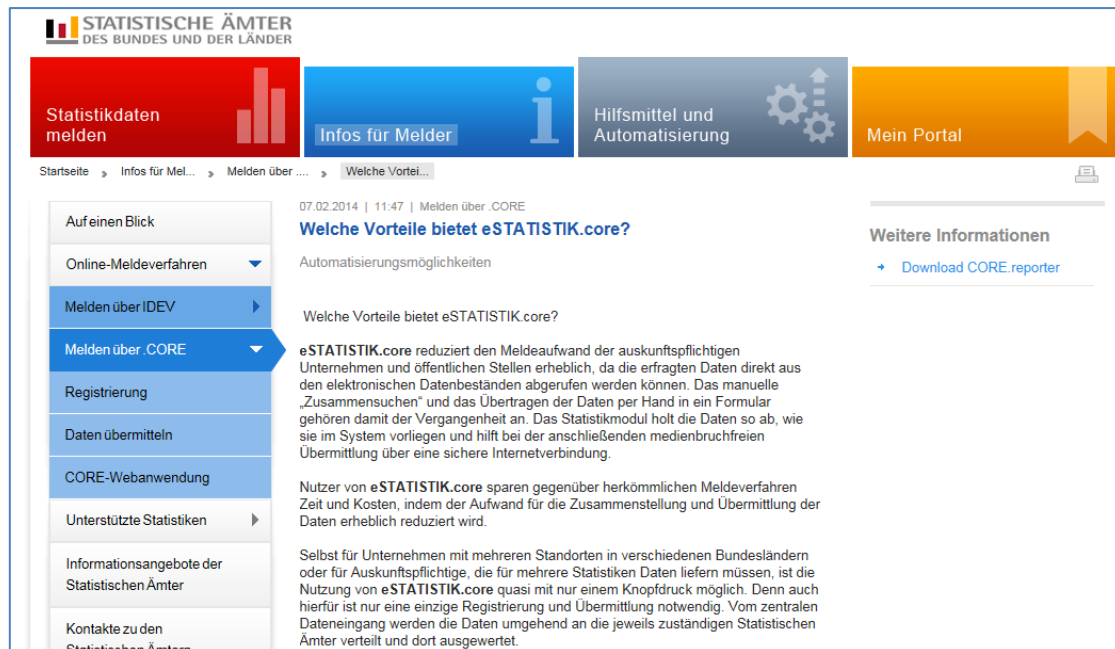 STATISTISCHE ÄMTER
DES BUNDES UND DER LÄNDER
Statistikdaten
melden
Infos für Melder
Hilfsmittel und
Automatisierung
Mein Portal
Startseite Infos für Mel... Melden über .... Welche Vortei...
Auf einen Blick
Online-Meldeverfahren
Melden über IDEV
Melden über .CORE
Registrierung
Daten übermitteln
CORE-Webanwendung
Unterstützte Statistiken
Informationsangebote der
Statistischen Ämter
Kontakte zu den
Statistischen Ämtern
07.02.2014 | 11:47 | Melden über .CORE
Welche Vorteile bietet eSTATISTIK.core?
Automatisierungsmöglichkeiten
Welche Vorteile bietet eSTATISTIK.core?
eSTATISTIK.core reduziert den Meldeaufwand der auskunftspflichtigen
Unternehmen und öffentlichen Stellen erheblich, da die erfragten Daten direkt aus
den elektronischen Datenbeständen abgerufen werden können. Das manuelle
„Zusammensuchen“ und das Übertragen der Daten per Hand in ein Formular
gehören damit der Vergangenheit an. Das Statistikmodul holt die Daten so ab, wie
sie im System vorliegen und hilft bei der anschließenden medienbruchfreien
Übermittlung über eine sichere Internetverbindung.
Nutzer von eSTATISTIK.core sparen gegenüber herkömmlichen Meldeverfahren
Zeit und Kosten, indem der Aufwand für die Zusammenstellung und Übermittlung der
Daten erheblich reduziert wird.
Selbst für Unternehmen mit mehreren Standorten in verschiedenen Bundesländern
oder für Auskunftspflichtige, die für mehrere Statistiken Daten liefern müssen, ist die
Nutzung von eSTATISTIK.core quasi mit nur einem Knopfdruck möglich. Denn auch
hierfür ist nur eine einzige Registrierung und Übermittlung notwendig. Vom zentralen
Dateneingang werden die Daten umgehend an die jeweils zuständigen Statistischen
Ämter verteilt und dort ausgewertet.
Weitere Informationen
Download CORE.reporter